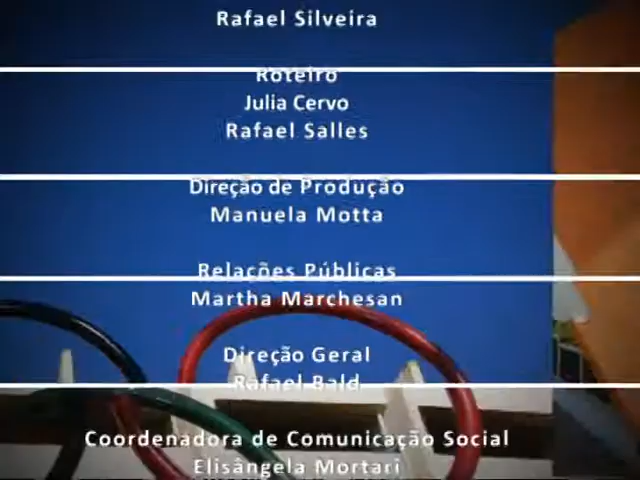 Rafael Silveira
Roteiro
Julia Cervo
Rafael Salles
Direção de Produção
Manuela Motta
Relações Públicas
Martha Marchesan
Direção Geral
Rafael Bald
Coordenadora de Comunicação Social
Elisângela Mortari